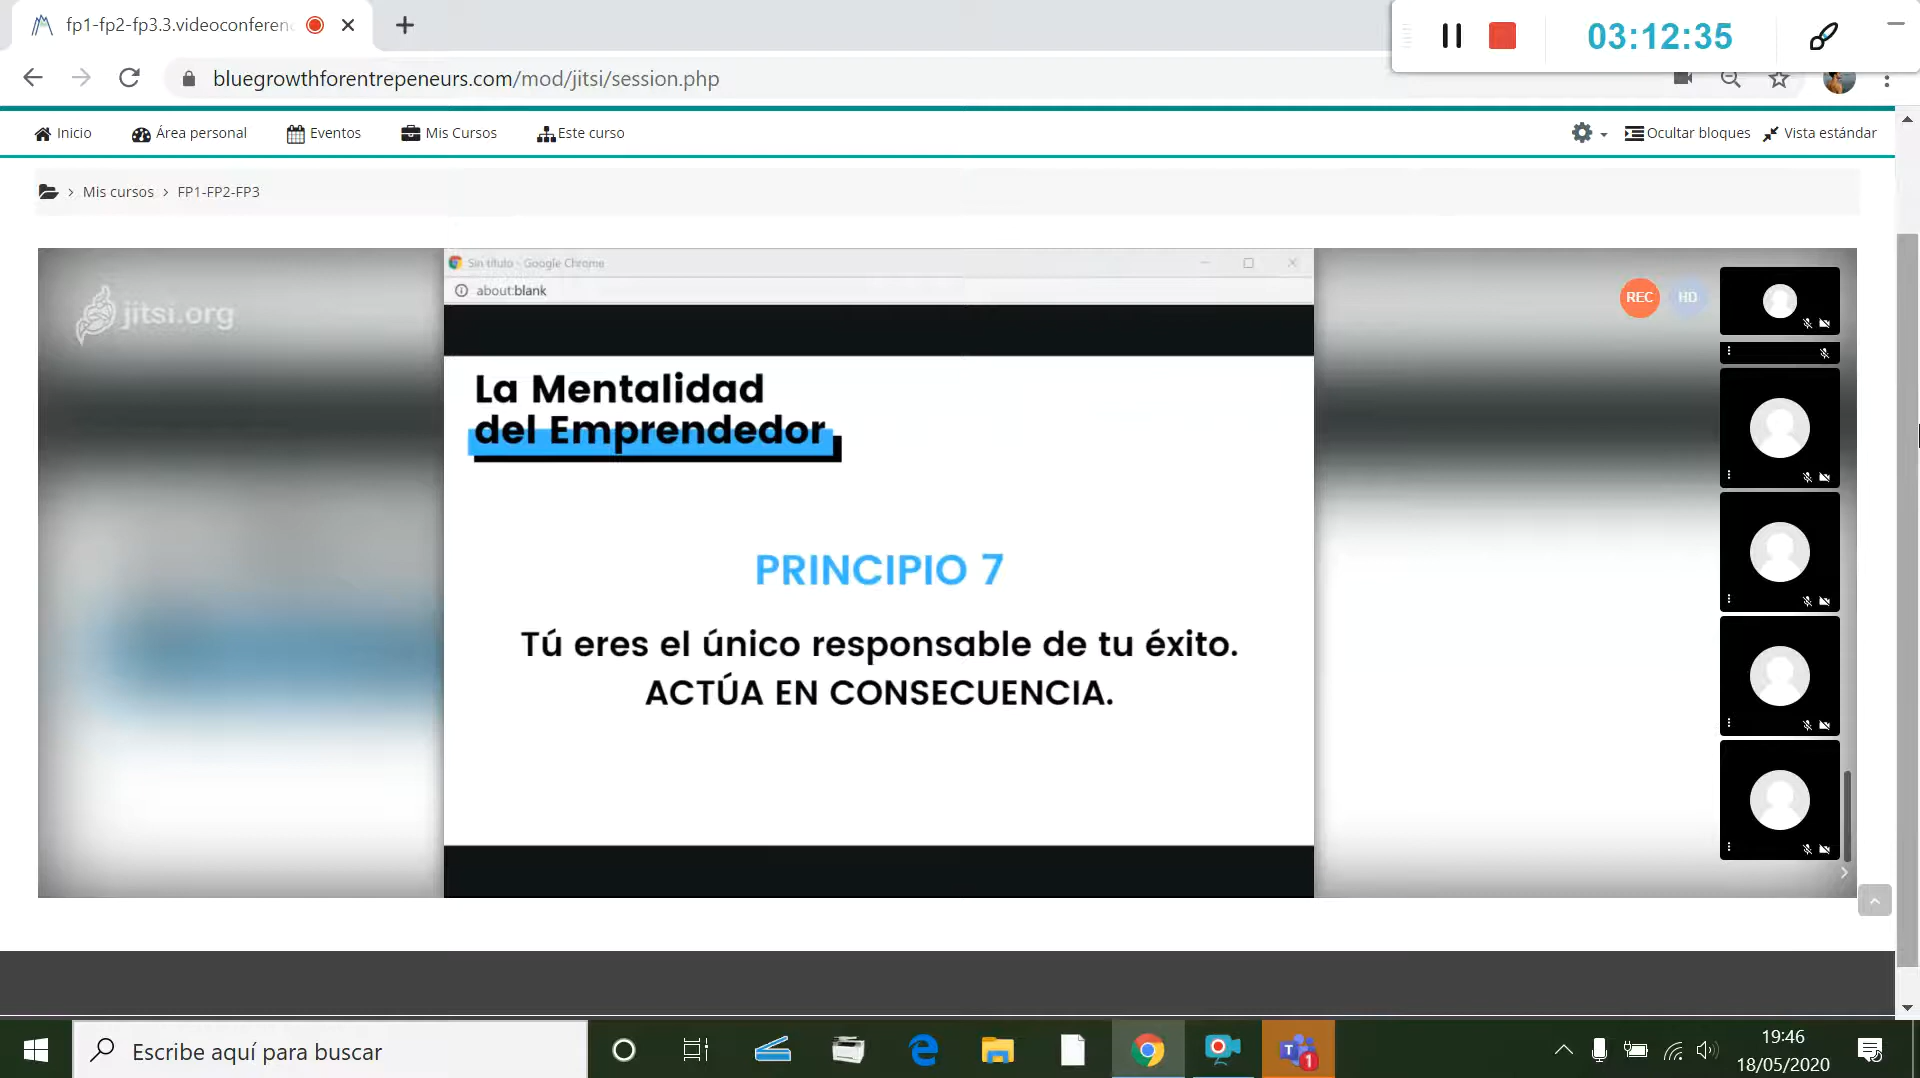 fp1-fp2-fp3.3.videoconferen
03:12:35
bluegrowthforentrepeneurs.com/mod/jitsi/session.php
Inicio
Área personal
Eventos
Mis Cursos
Este curso
Ocultar bloques
Vista estándar
Mis cursos
FP1-FP2-FP3
Sin título - Google Chrome
about:blank
jitsi.org
REC
HD
La Mentalidad
del Emprendedor
PRINCIPIO 7
Tú eres el único responsable de tu éxito.
ACTÚA EN CONSECUENCIA.
Escribe aquí para buscar
1
19:46
18/05/2020